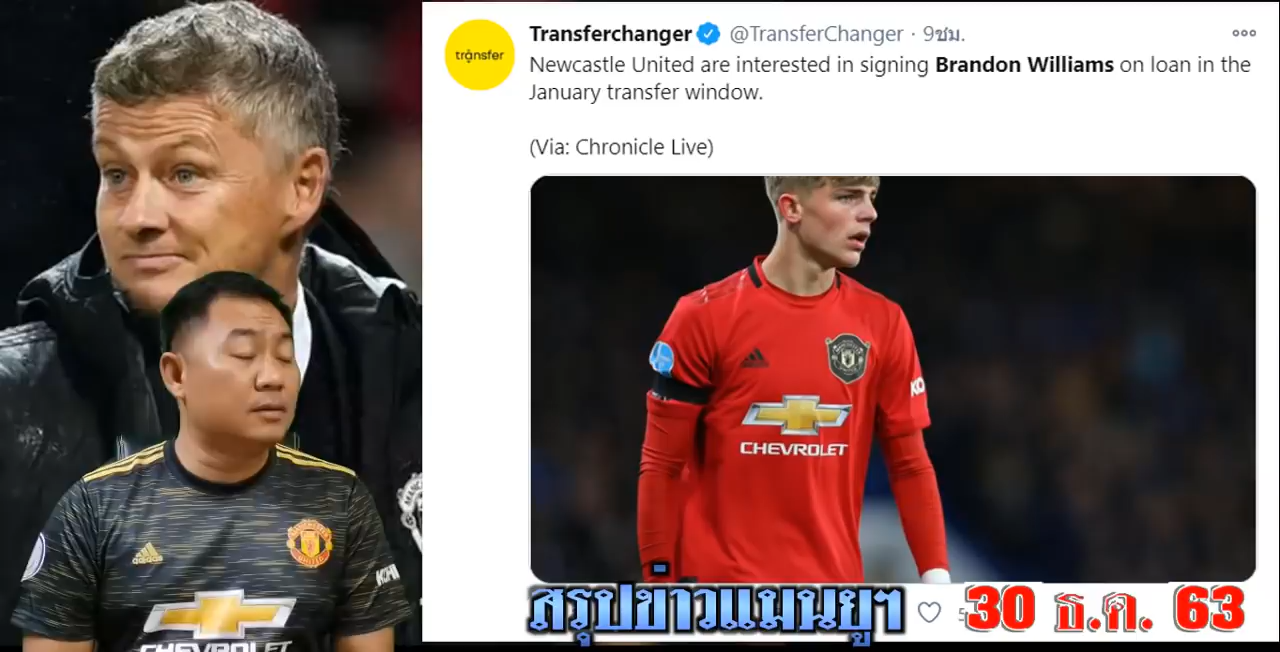 transfer
Transferchanger @TransferChanger · 9ชม.
Newcastle United are interested in signing Brandon Williams on loan in the
January transfer window.
(Via: Chronicle Live)
CHEVROLET
CHEVROLET
สรุปข่าวแมนยูฯ 30 ธ.ค. 63